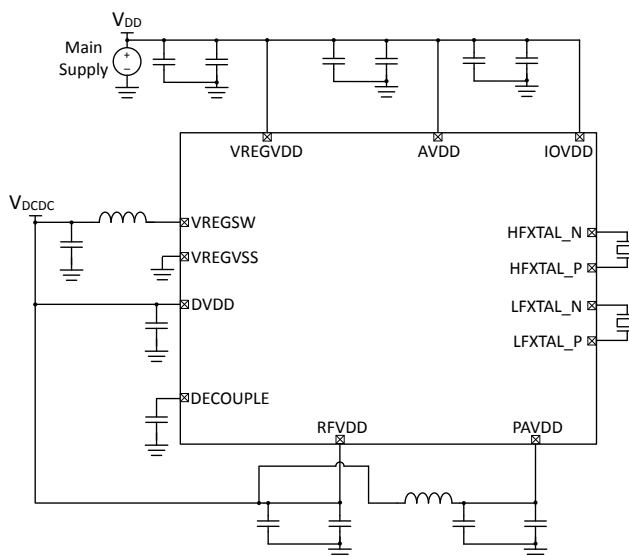 VDD
Main
Supply
+
−
VREGVDD
AVDD
IOVDD
VDCDC
VREGSW
VREGVSS
DVDD
DECOUPLE
HFXTAL_N
HFXTAL_P
LFXTAL_N
LFXTAL_P
RFVDD
PAVDD